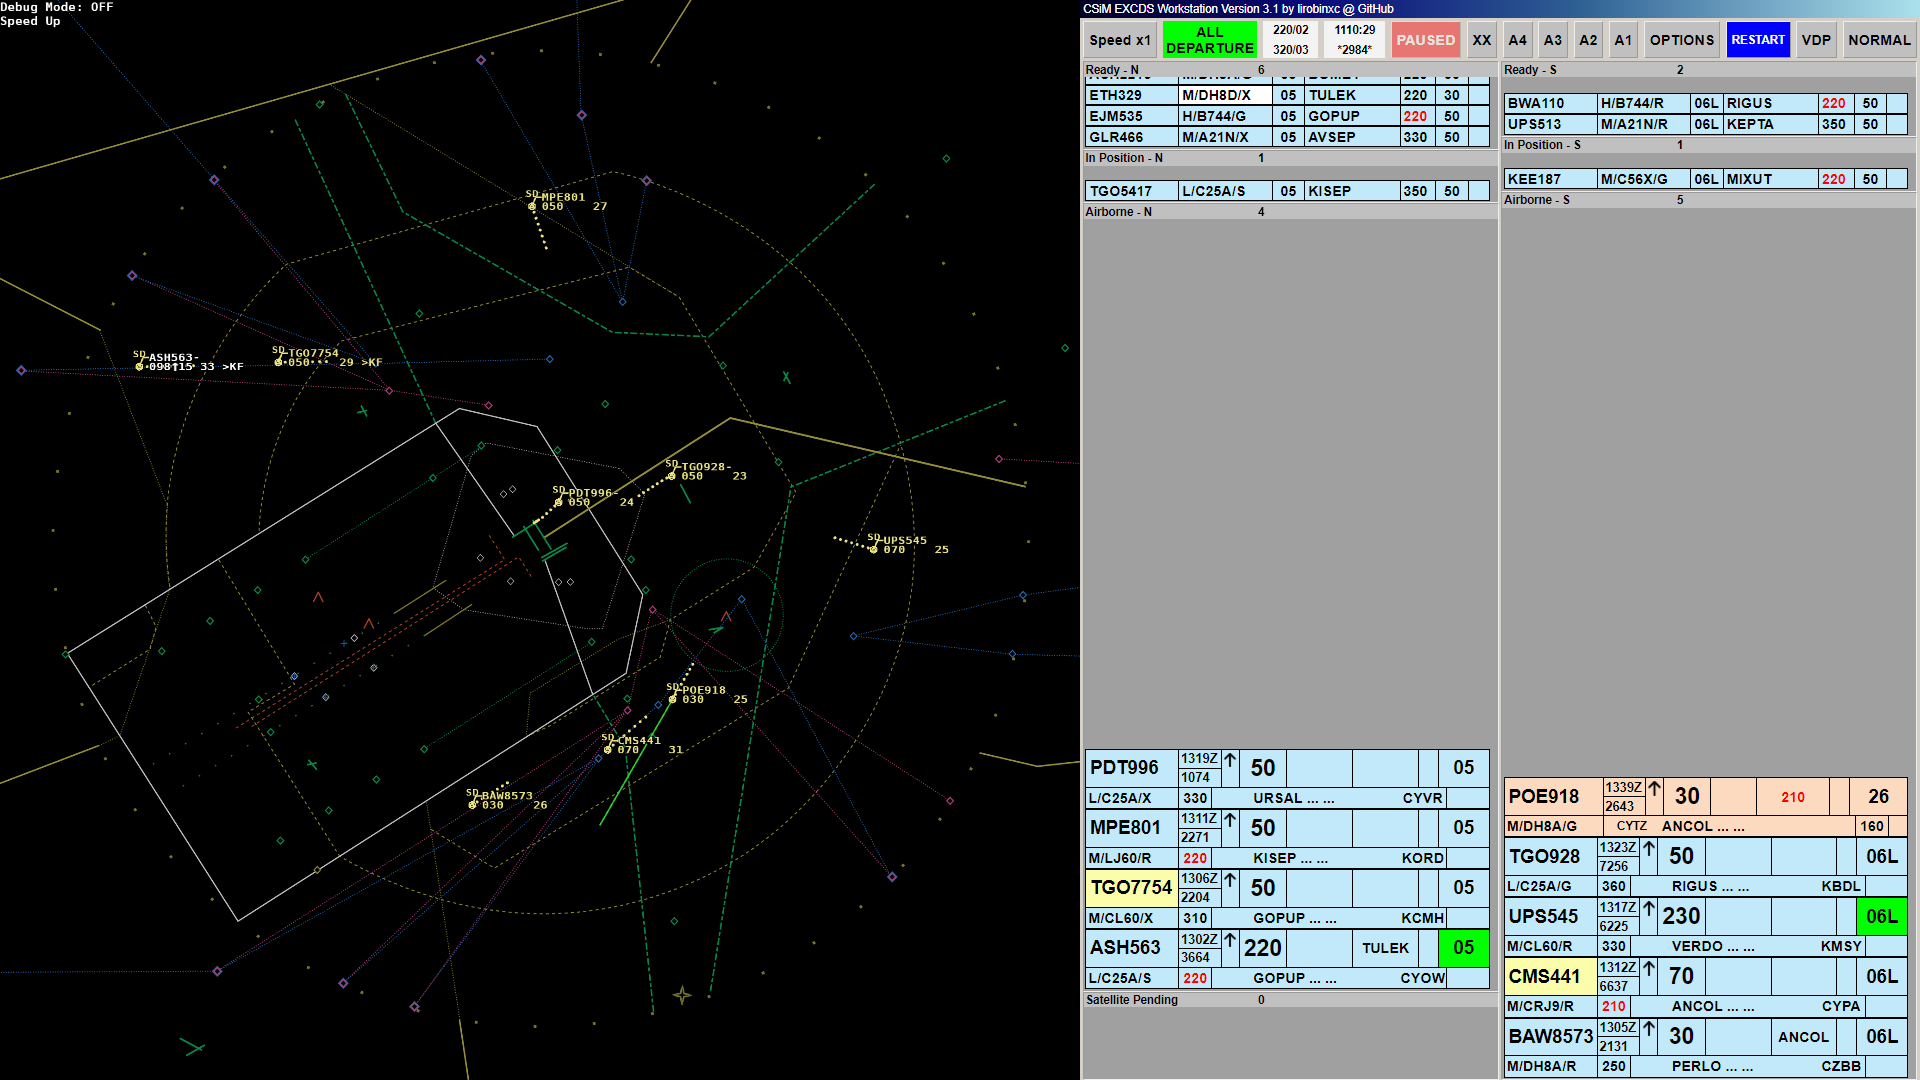 Debug Mode: OFF
Speed Up
CSiM EXCDS Workstation Version 3.1 by lirobinxc @ GitHub
Speed x1
ALL DEPARTURE
220/02
320/03
1110:29
*2984*
PAUSED
XX
A4
A3
A2
A1
OPTIONS
RESTART
VDP
NORMAL
Ready - N 6
ETH329 M/DH8D/X 05 TULEK 220 30
EJM535 H/B744/G 05 GOPUP 220 50
GLR466 M/A21N/X 05 AVSEP 330 50
In Position - N 1
TGO5417 L/C25A/S 05 KISEP 350 50
Airborne - N 4
PDT996 1319Z 1074 50 05
L/C25A/X 330 URSAL ... ... CYVR
MPE801 1311Z 2271 50 05
M/LJ60/R 220 KISEP ... ... KORD
TGO7754 1306Z 2204 50 05
M/CL60/X 310 GOPUP ... ... KCMH
ASH563 1302Z 3664 220 TULEK 05
L/C25A/S 220 GOPUP ... ... CYOW
Satellite Pending 0
Ready - S 2
BWA110 H/B744/R 06L RIGUS 220 50
UPS513 M/A21N/R 06L KEPTA 350 50
In Position - S 1
KEE187 M/C56X/G 06L MIXUT 220 50
Airborne - S 5
POE918 1339Z 2643 30 210 26
M/DH8A/G CYTZ ANCOL ... ... 160
TGO928 1323Z 7256 50 06L
L/C25A/G 360 RIGUS ... ... KBDL
UPS545 1317Z 6225 230 06L
M/CL60/R 330 VERDO ... ... KMSY
CMS441 1312Z 6637 70 06L
M/CRJ9/R 210 ANCOL ... ... CYPA
BAW8573 1305Z 2131 30 ANCOL 06L
M/DH8A/R 250 PERLO ... ... CZBB
SD MPE801
050 27
SD ASH563-
098↑15 33 >KF
SD TGO7754
050 29 >KF
SD TGO928-
050 23
SD PDT996-
050 24
SD UPS545
070 25
SD POE918
030 25
SD CMS441
070 31
SD BAW8573
030 26